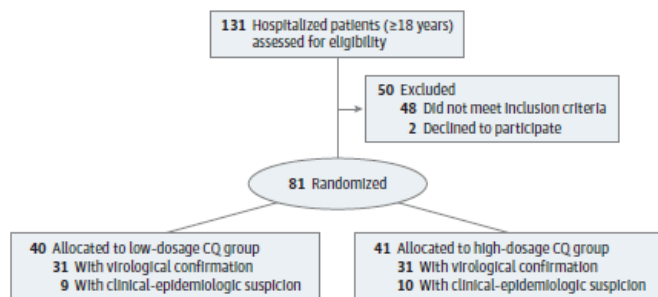 131 Hospitalized patients (≥18 years)
assessed for eligibility
50 Excluded
48 Did not meet inclusion criteria
2 Declined to participate
81 Randomized
40 Allocated to low-dosage CQ group
31 With virological confirmation
9 With clinical-epidemiologic suspicion
41 Allocated to high-dosage CQ group
31 With virological confirmation
10 With clinical-epidemiologic suspicion